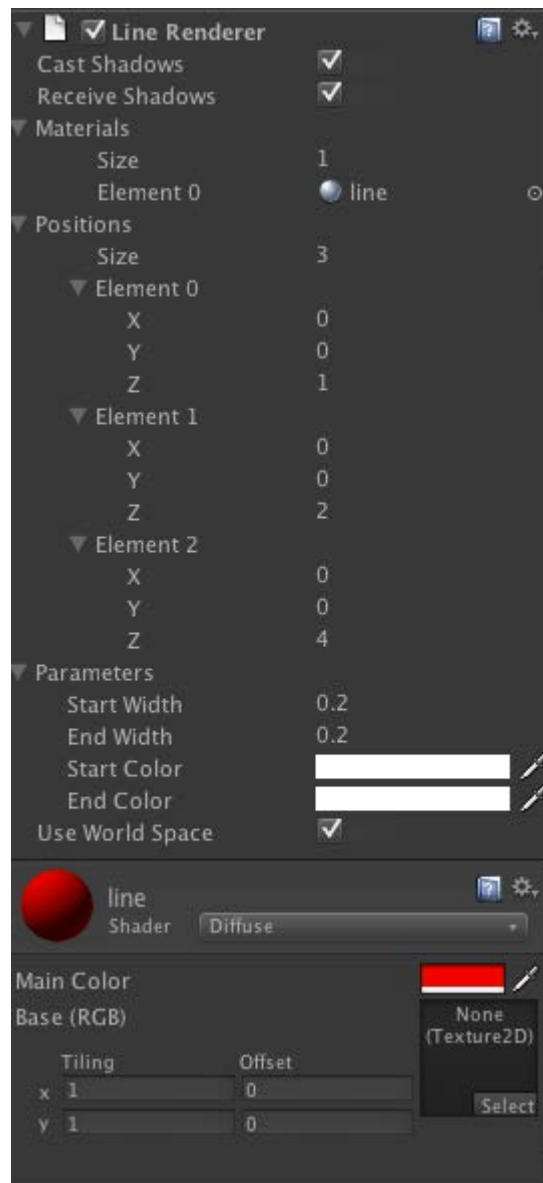 Line Renderer
Cast Shadows
Receive Shadows
Materials
Size 1
Element 0 line
Positions
Size 3
Element 0
X 0
Y 0
Z 1
Element 1
X 0
Y 0
Z 2
Element 2
X 0
Y 0
Z 4
Parameters
Start Width 0.2
End Width 0.2
Start Color
End Color
Use World Space
line
Shader Diffuse
Main Color
Base (RGB)
None
(Texture2D)
Tiling Offset
x 1 0
y 1 0
Select